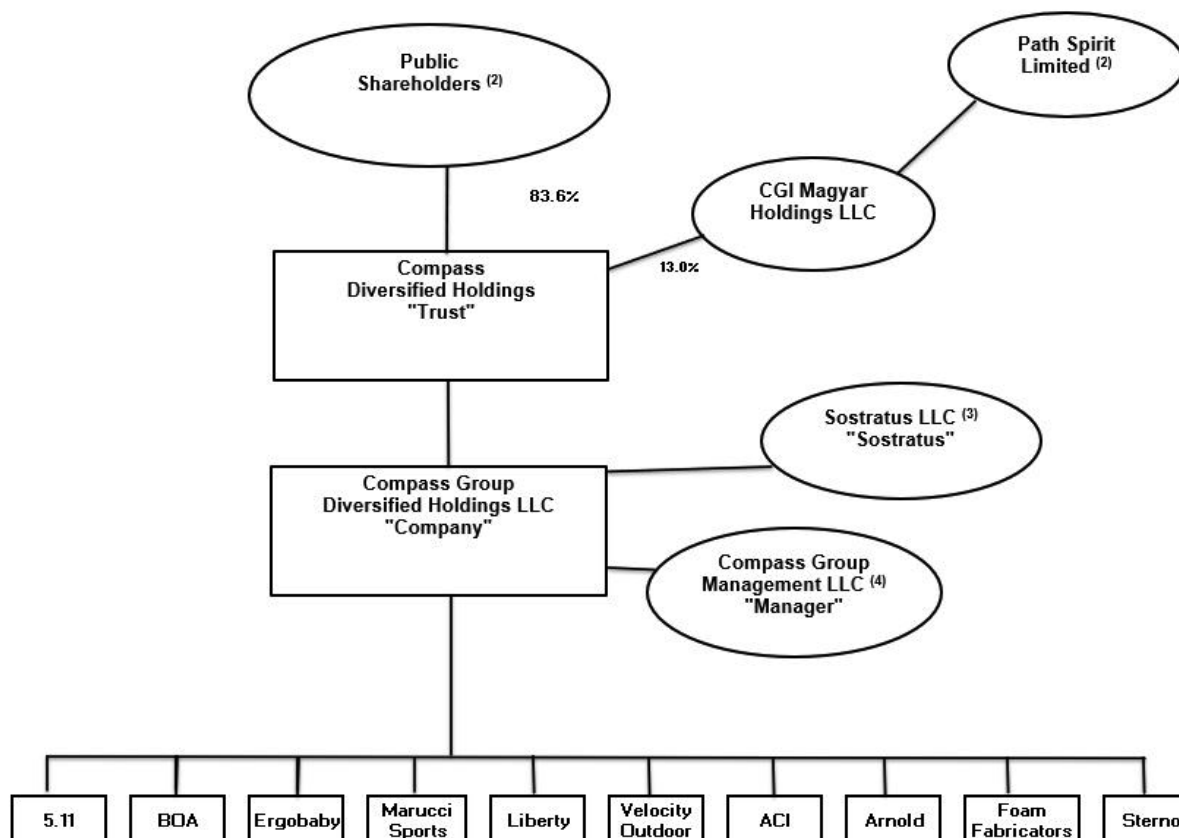 Public
Shareholders (2)
Path Spirit
Limited (2)
CGI Magyar
Holdings LLC
83.6%
13.0%
Compass
Diversified Holdings
"Trust"
Sostratus LLC (3)
"Sostratus"
Compass Group
Diversified Holdings LLC
"Company"
Compass Group
Management LLC (4)
"Manager"
5.11
BOA
Ergobaby
Marucci
Sports
Liberty
Velocity
Outdoor
ACI
Arnold
Foam
Fabricators
Sterno